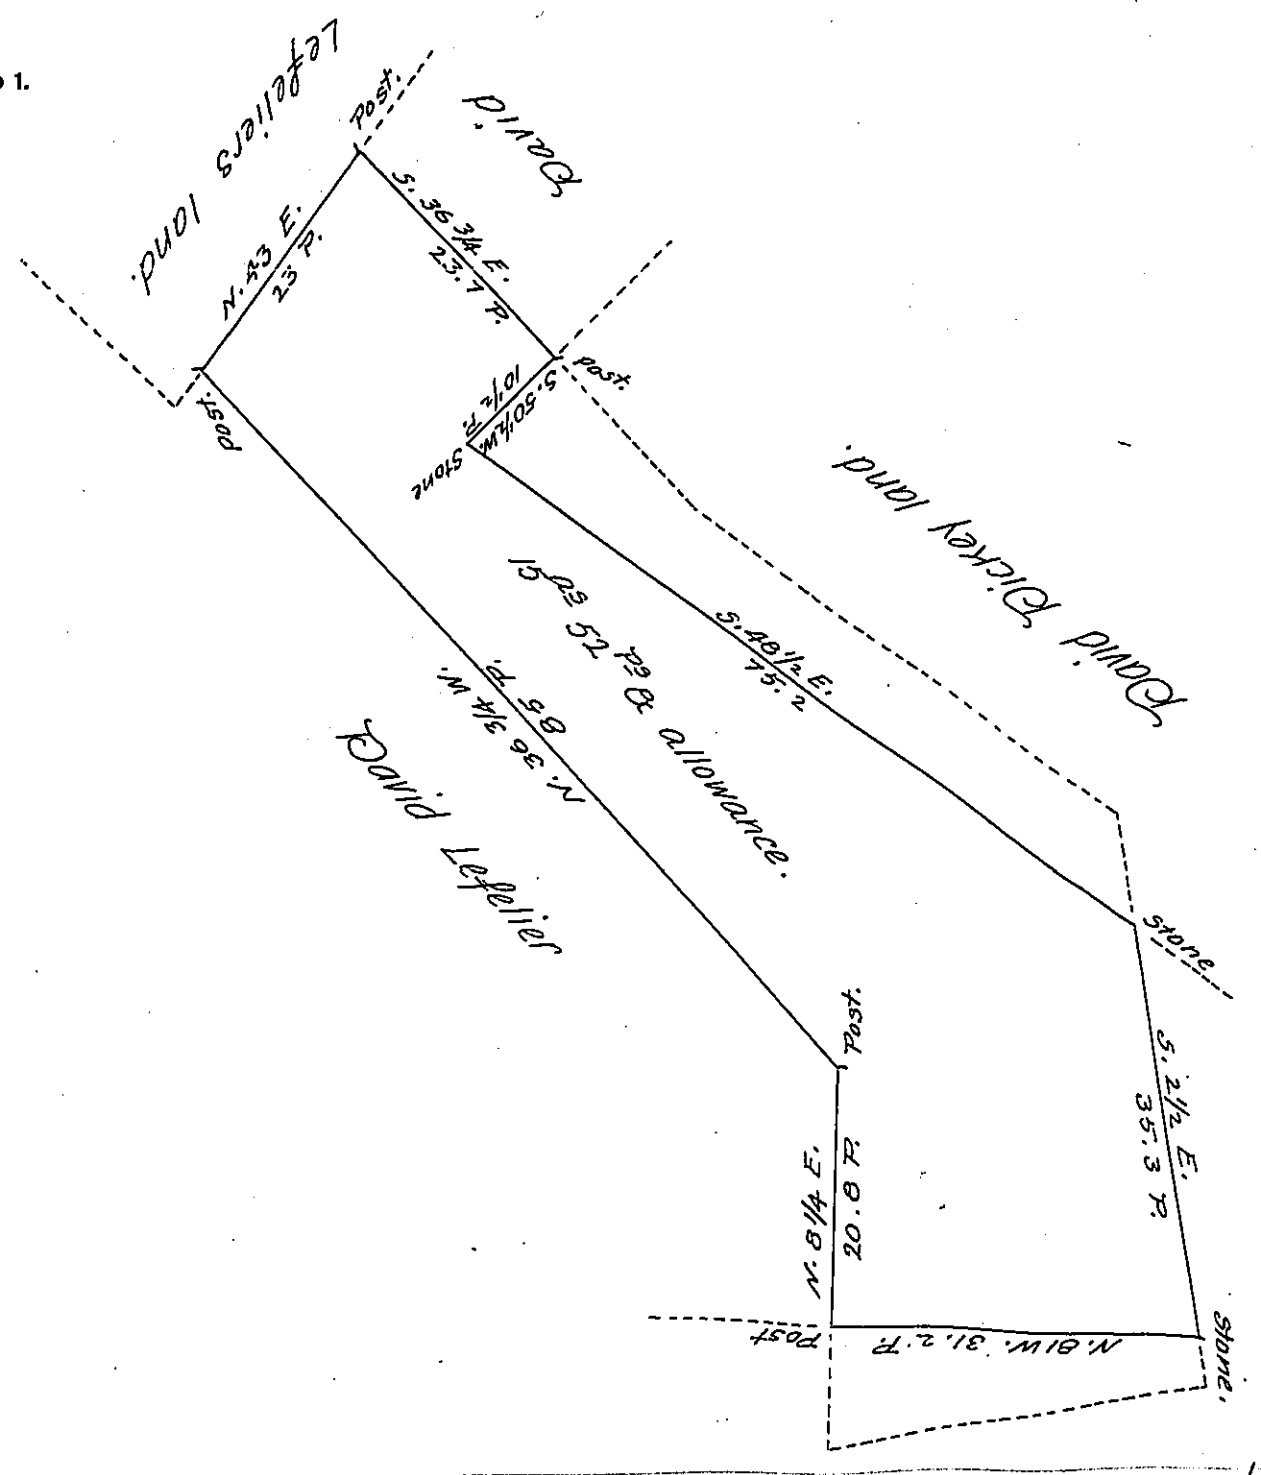 1.
Lefeliers land.
Post.
David
N. 53 E.
23 P.
S. 36 3/4 E.
23.7 P.
Post.
S. 50 1/2 W.
10 1/2 P.
Stone
Post.
David Dickey land.
15 as 52 ps & allowance.
S. 48 1/2 E.
75.2
N. 36 3/4 W.
85 P.
David Lefelier
Stone
Post.
S. 2 1/2 E.
35.3 P.
N. 8 1/4 E.
20.8 P.
Post
N. 81 W. 31.2 P.
Stone.